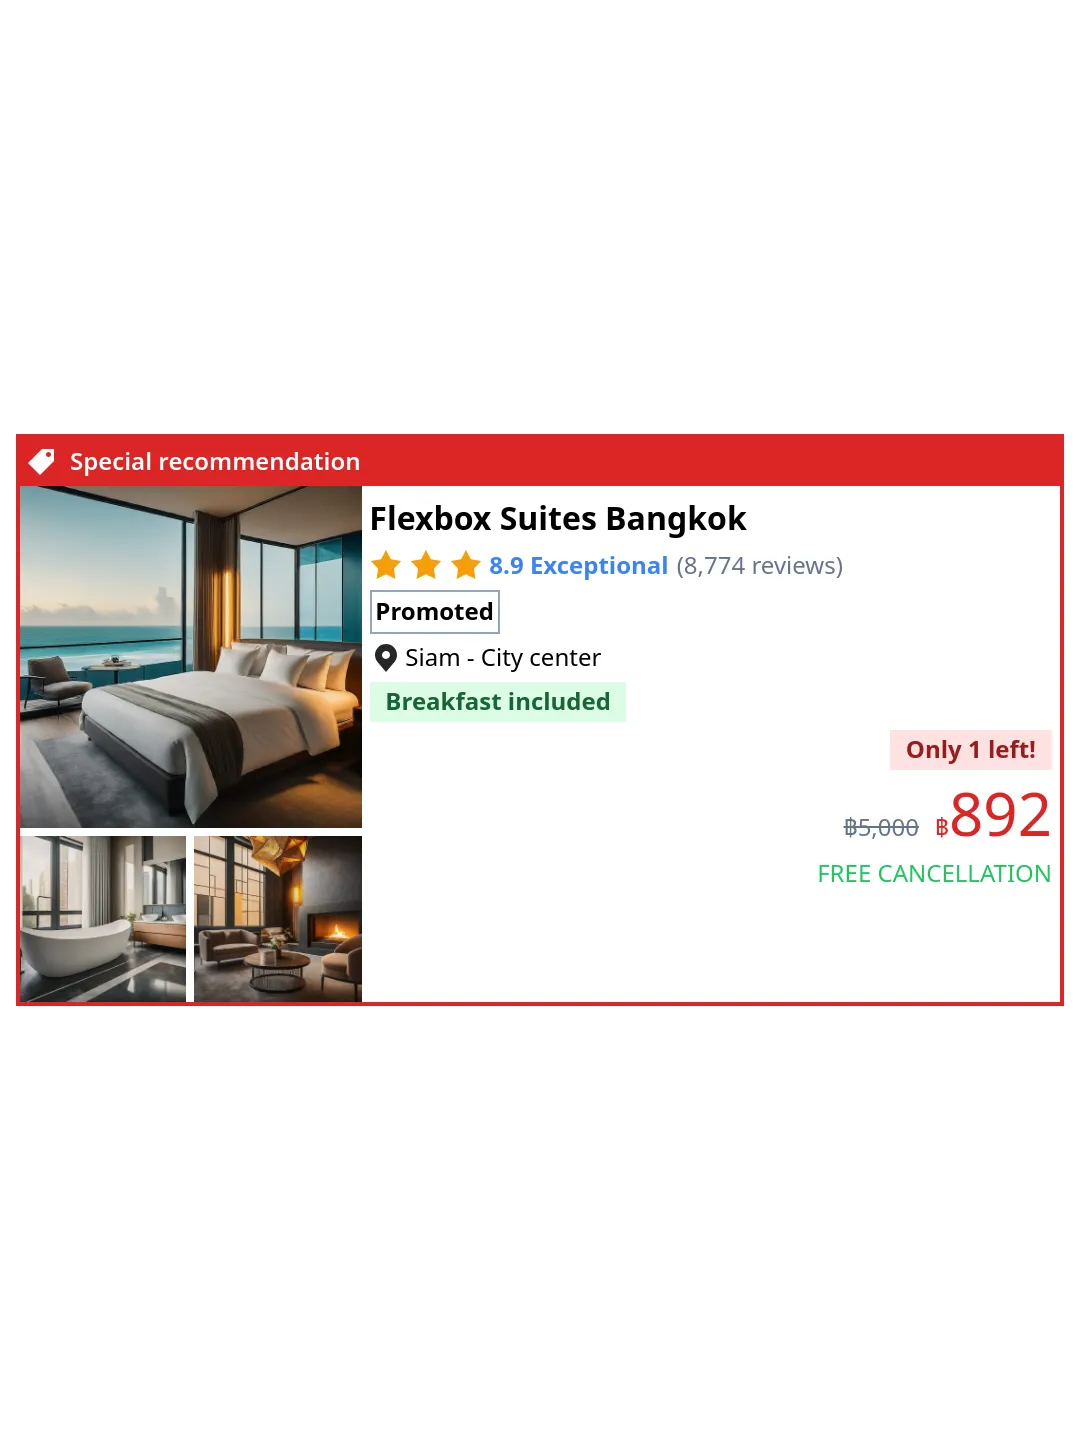 Special recommendation
Flexbox Suites Bangkok
8.9 Exceptional (8,774 reviews)
Promoted
Siam - City center
Breakfast included
Only 1 left!
฿5,000 ฿892
FREE CANCELLATION